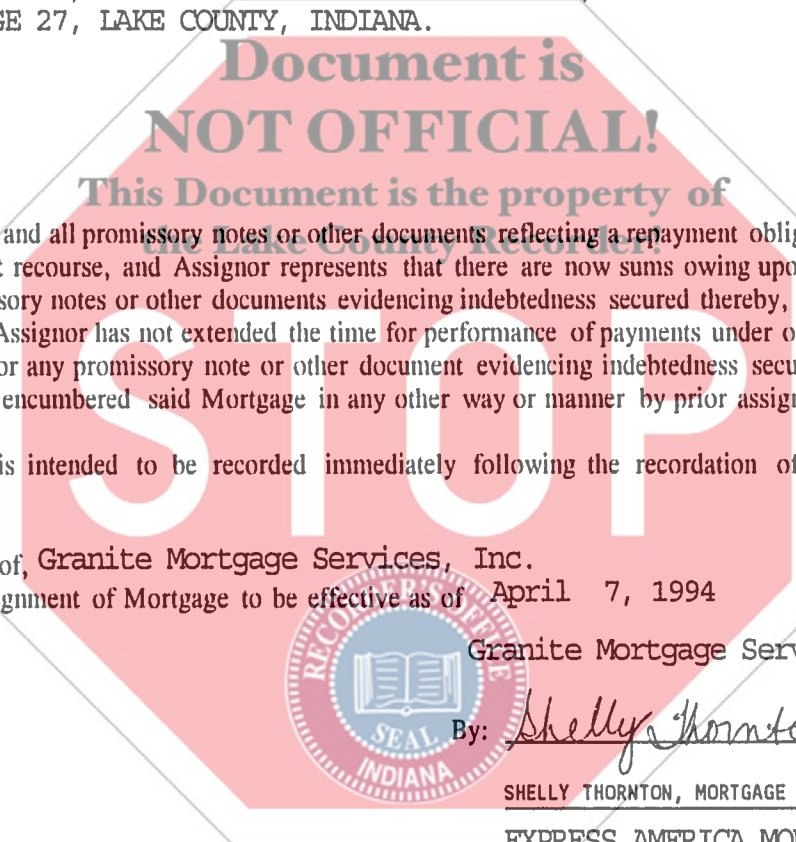 GE 27, LAKE COUNTY, INDIANA.
Document is
NOT OFFICIAL!
This Document is the property of
the Lake County Recorder!
and all promissory notes or other documents reflecting a repayment oblig
t recourse, and Assignor represents that there are now sums owing upo
sory notes or other documents evidencing indebtedness secured thereby,
Assignor has not extended the time for performance of payments under o
or any promissory note or other document evidencing indebtedness secu
encumbered said Mortgage in any other way or manner by prior assign
STOP
is intended to be recorded immediately following the recordation of
of, Granite Mortgage Services, Inc.
gnment of Mortgage to be effective as of April 7, 1994
RECORDER'S OFFICE
SEAL
INDIANA
Granite Mortgage Serv
By: Shelly Thornto
SHELLY THORNTON, MORTGAGE
EXPRESS AMERICA MO